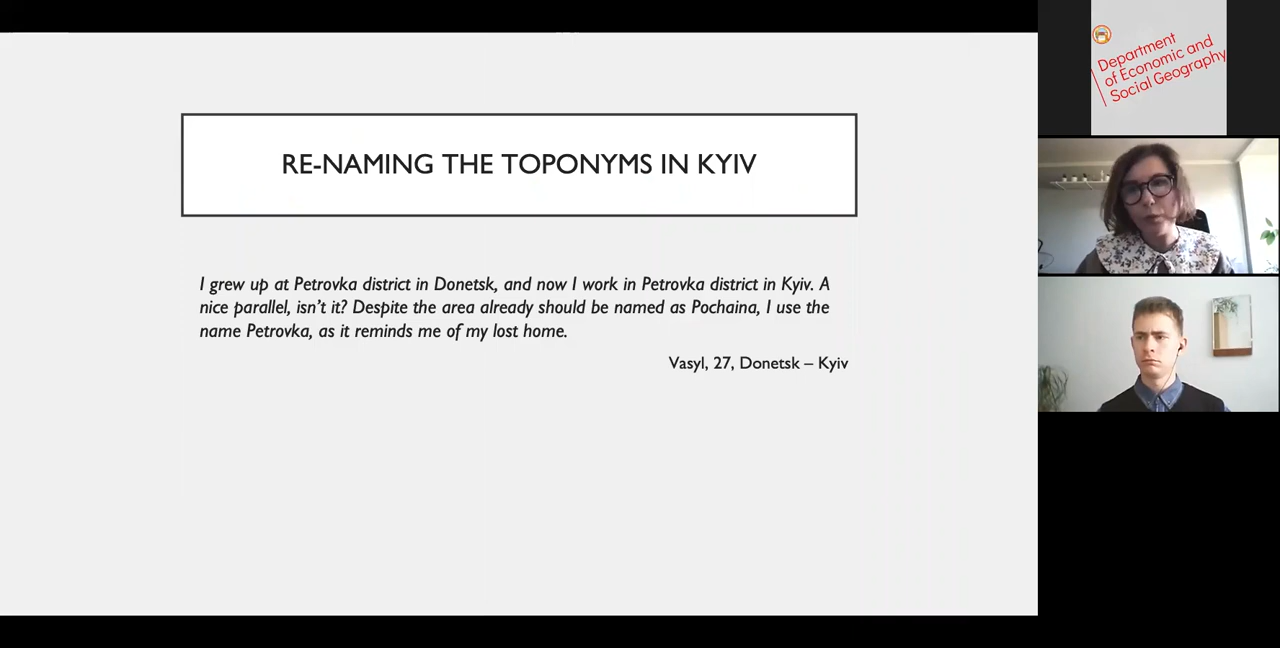 RE-NAMING THE TOPONYMS IN KYIV
I grew up at Petrovka district in Donetsk, and now I work in Petrovka district in Kyiv. A
nice parallel, isn't it? Despite the area already should be named as Pochaina, I use the
name Petrovka, as it reminds me of my lost home.
Vasyl, 27, Donetsk – Kyiv
Department
of Economic and
Social Geography